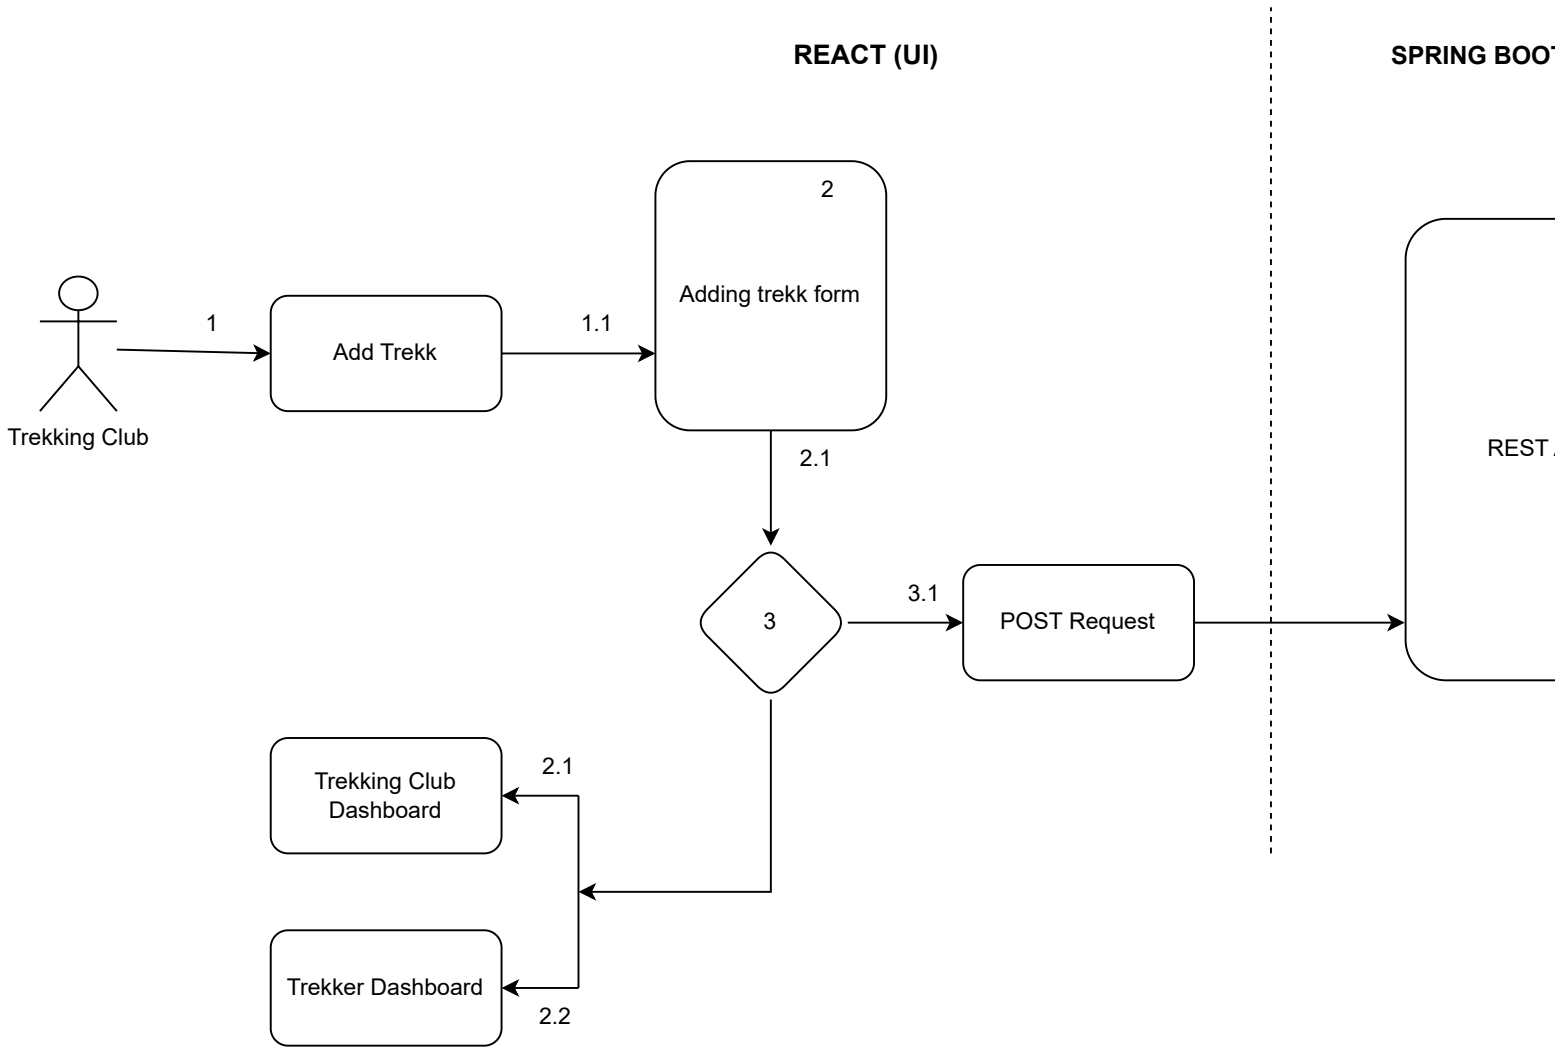 REACT (UI)
SPRING BOOT
2
Adding trekk form
1
Add Trekk
1.1
Trekking Club
2.1
REST
3
3.1
POST Request
Trekking Club
Dashboard
2.1
Trekker Dashboard
2.2